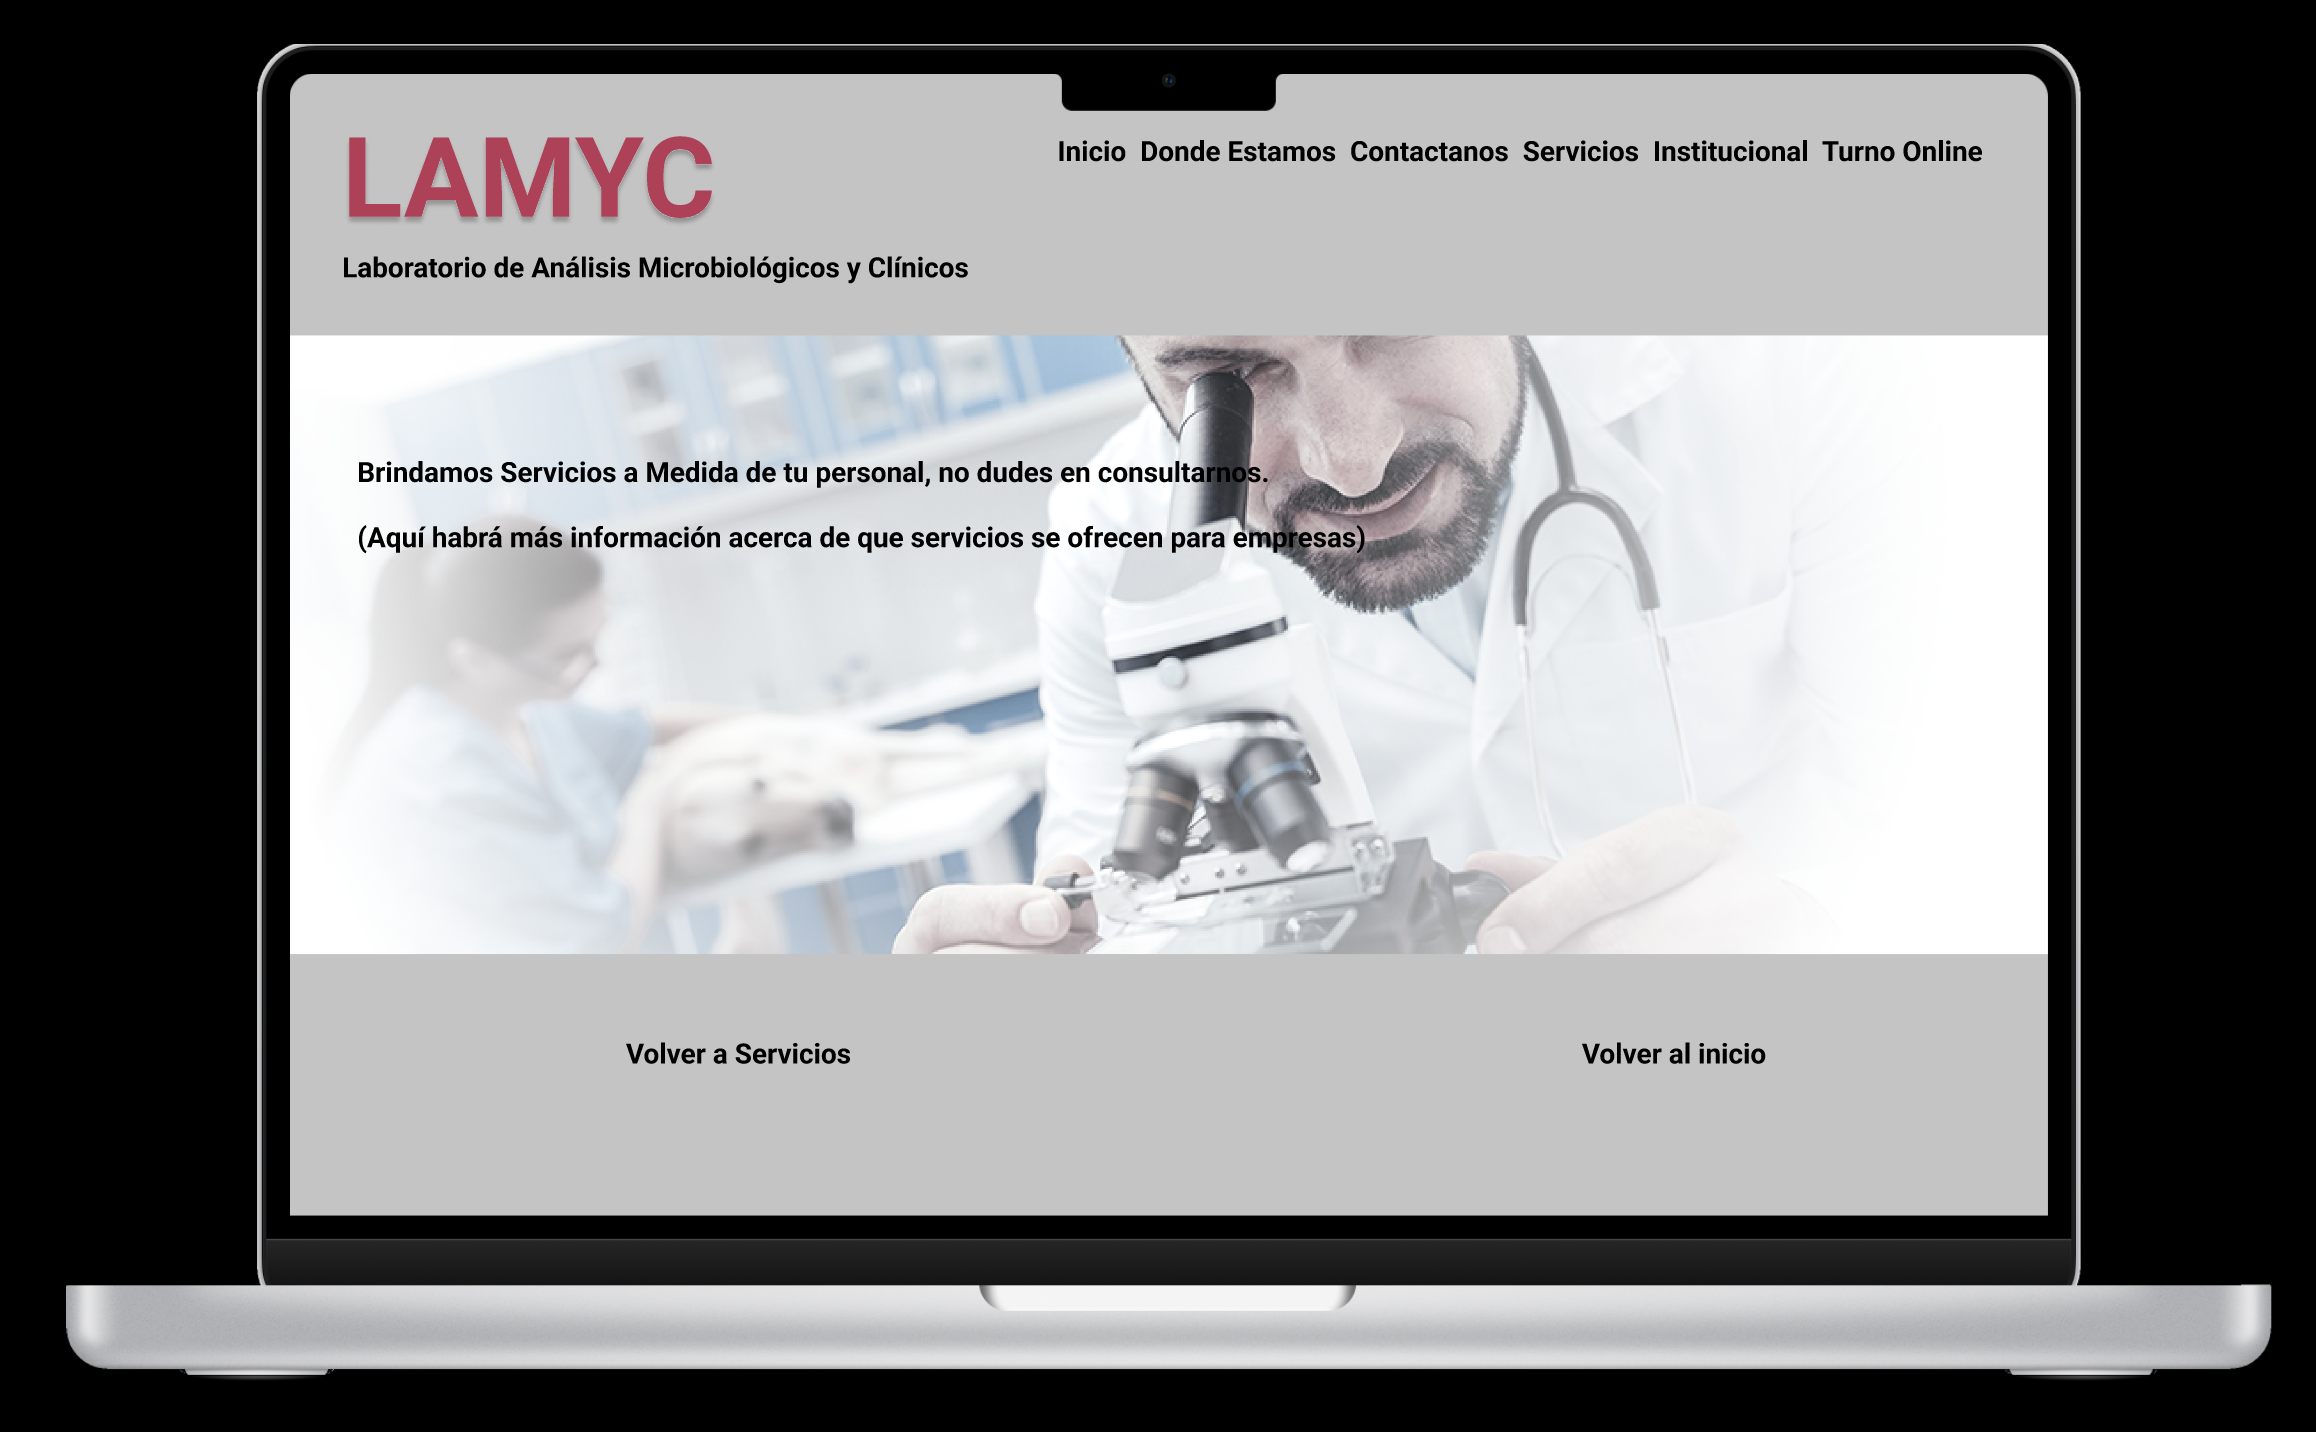 LAMYC
Inicio Donde Estamos Contactanos Servicios Institucional Turno Online
Laboratorio de Análisis Microbiológicos y Clínicos
Brindamos Servicios a Medida de tu personal, no dudes en consultarnos.
(Aquí habrá más información acerca de que servicios se ofrecen para empresas)
Volver a Servicios
Volver al inicio